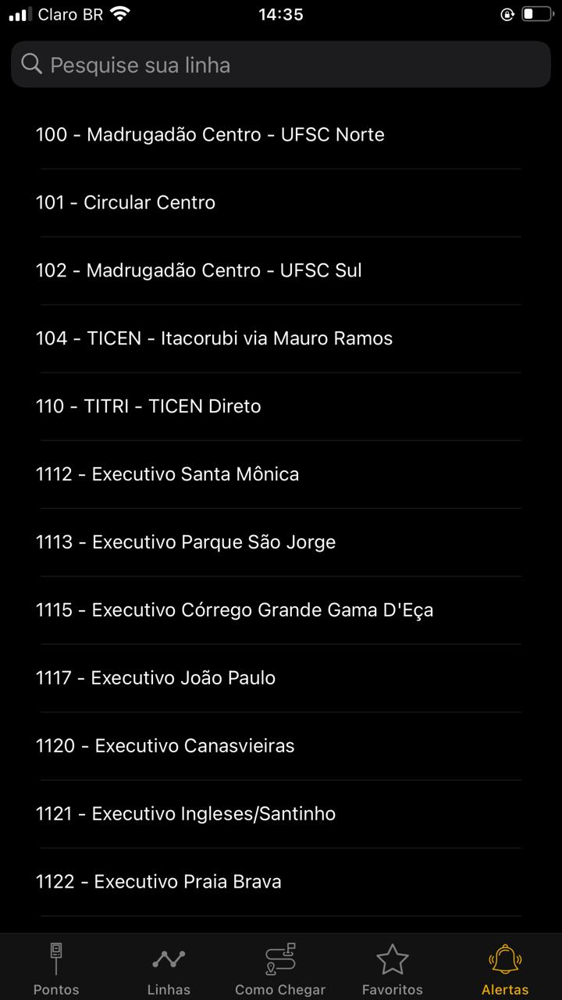 Claro BR 14:35
Pesquise sua linha
100 - Madrugadão Centro - UFSC Norte
101 - Circular Centro
102 - Madrugadão Centro - UFSC Sul
104 - TICEN - Itacorubi via Mauro Ramos
110 - TITRI - TICEN Direto
1112 - Executivo Santa Mônica
1113 - Executivo Parque São Jorge
1115 - Executivo Córrego Grande Gama D'Eça
1117 - Executivo João Paulo
1120 - Executivo Canasvieiras
1121 - Executivo Ingleses/Santinho
1122 - Executivo Praia Brava
Pontos Linhas Como Chegar Favoritos Alertas